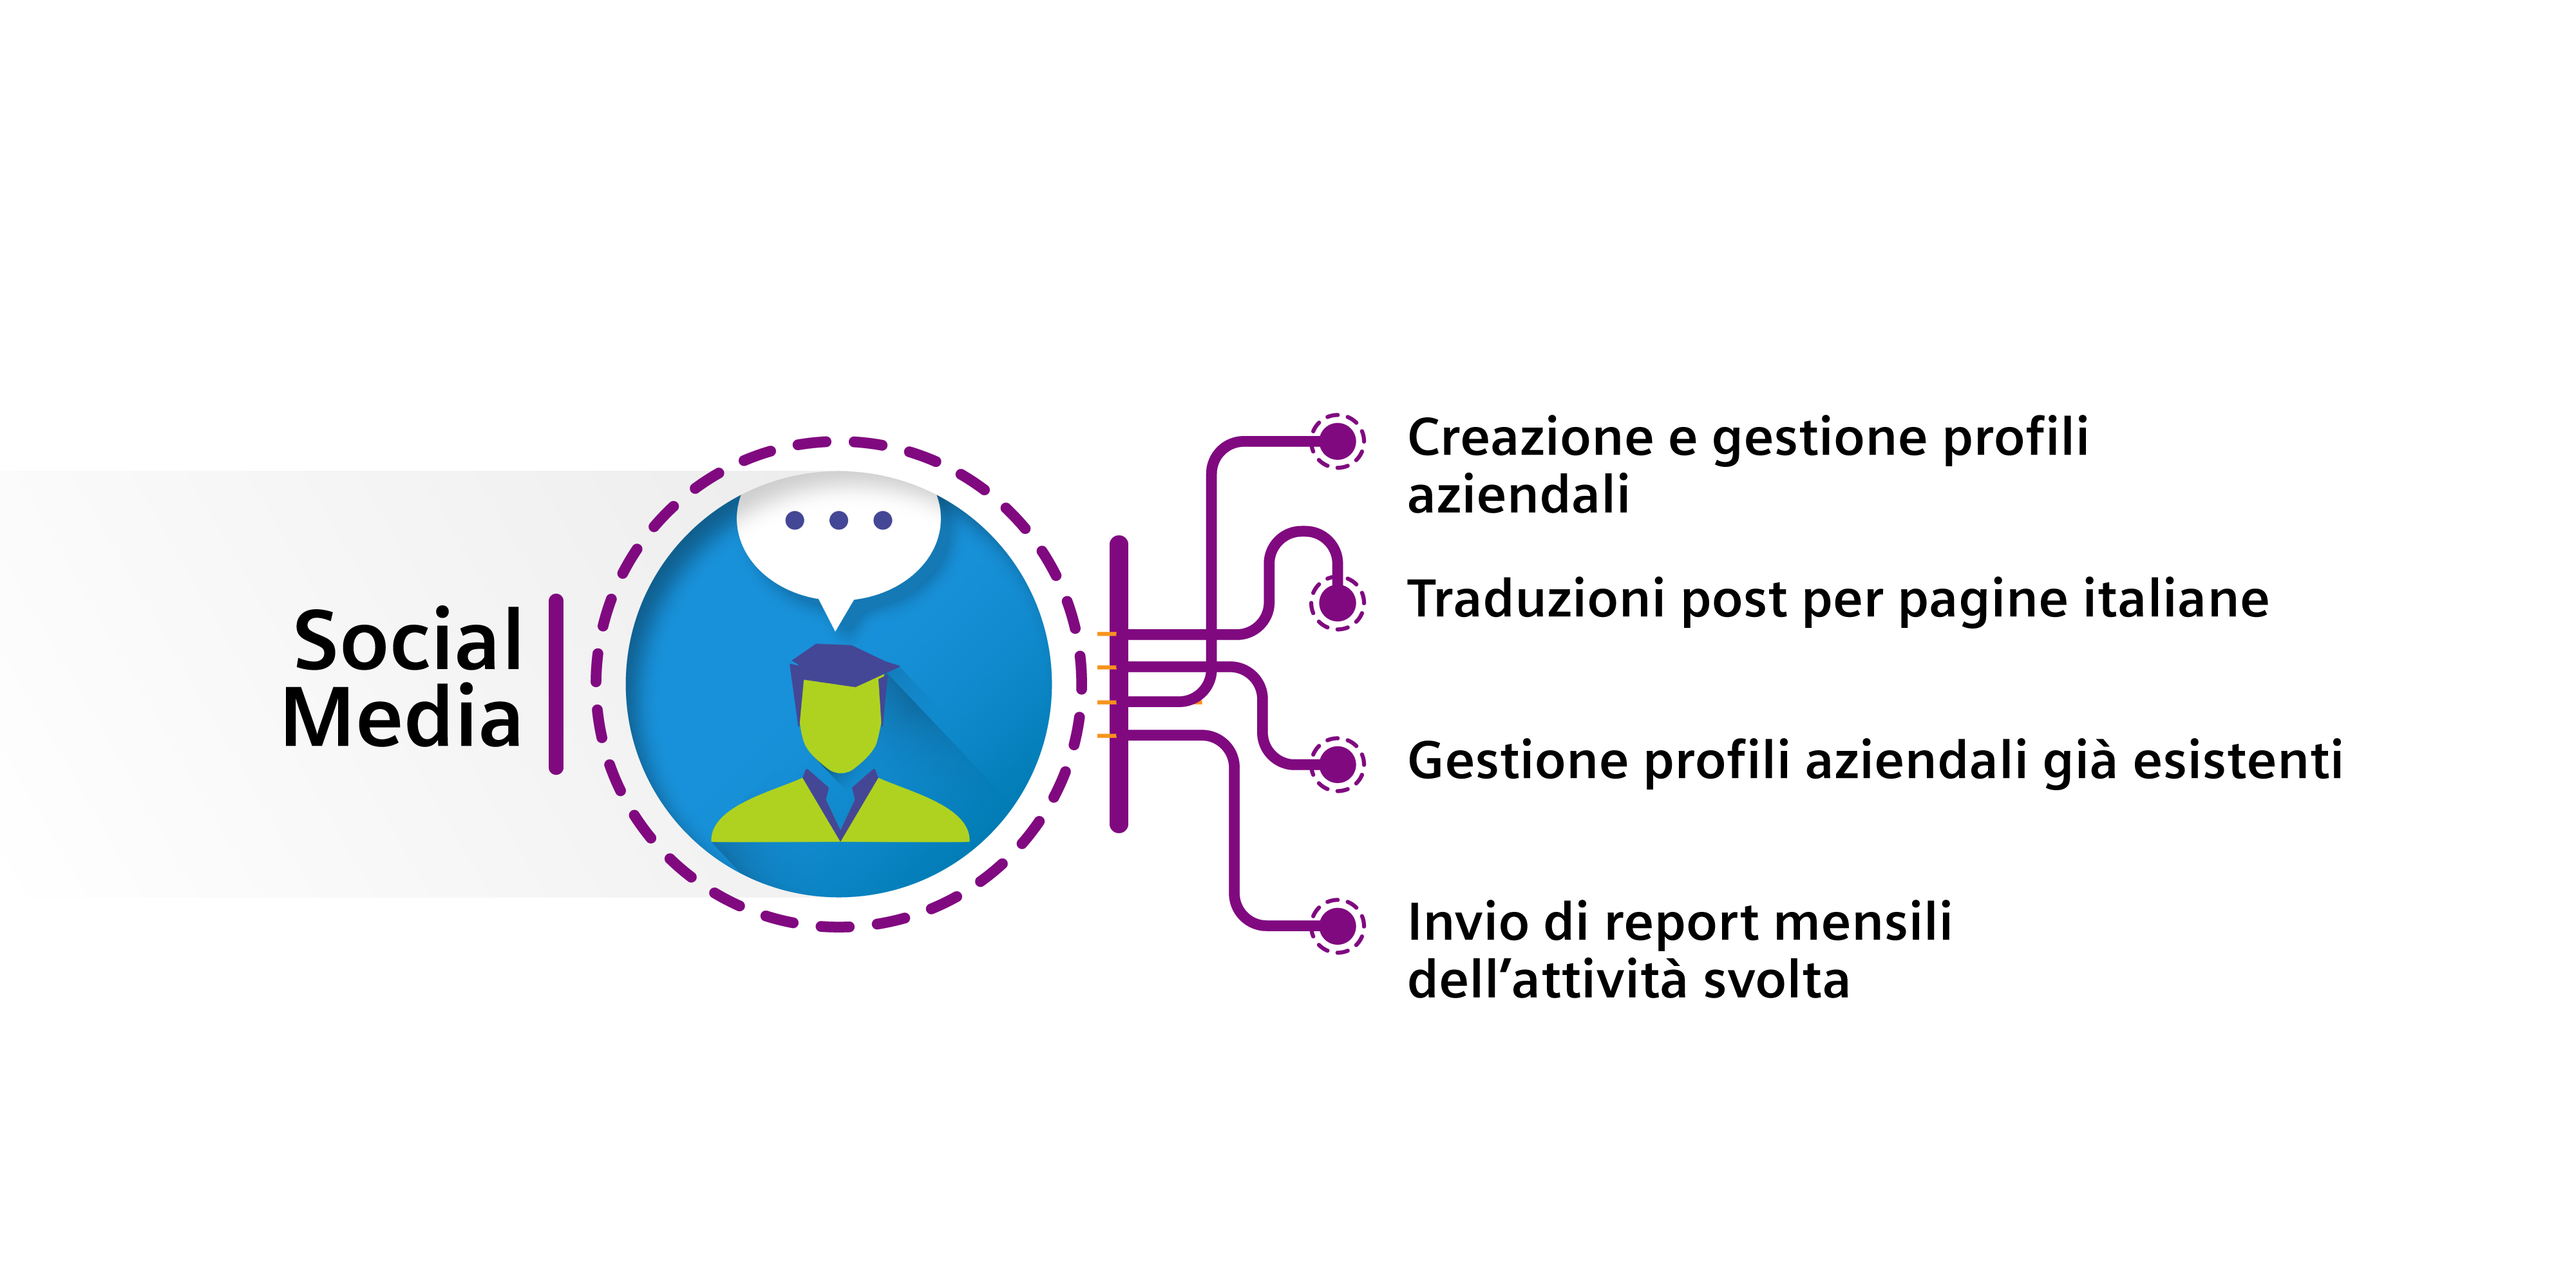 Social
Media
Creazione e gestione profili
aziendali
Traduzioni post per pagine italiane
Gestione profili aziendali già esistenti
Invio di report mensili
dell’attività svolta